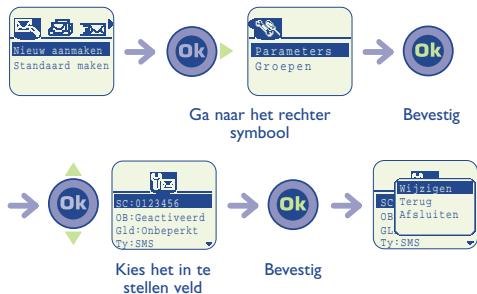 Nieuw aanmaken
Standaard maken
Ok
Parameters
Groepen
Ok
Ga naar het rechter
symbool
Bevestig
Ok
SC:0123456
OB:Geactiveerd
Gld:Onbeperkt
Ty:SMS
Ok
SC
OB
GL
Ty:SMS
Wijzigen
Terug
Afsluiten
Kies het in te
stellen veld
Bevestig